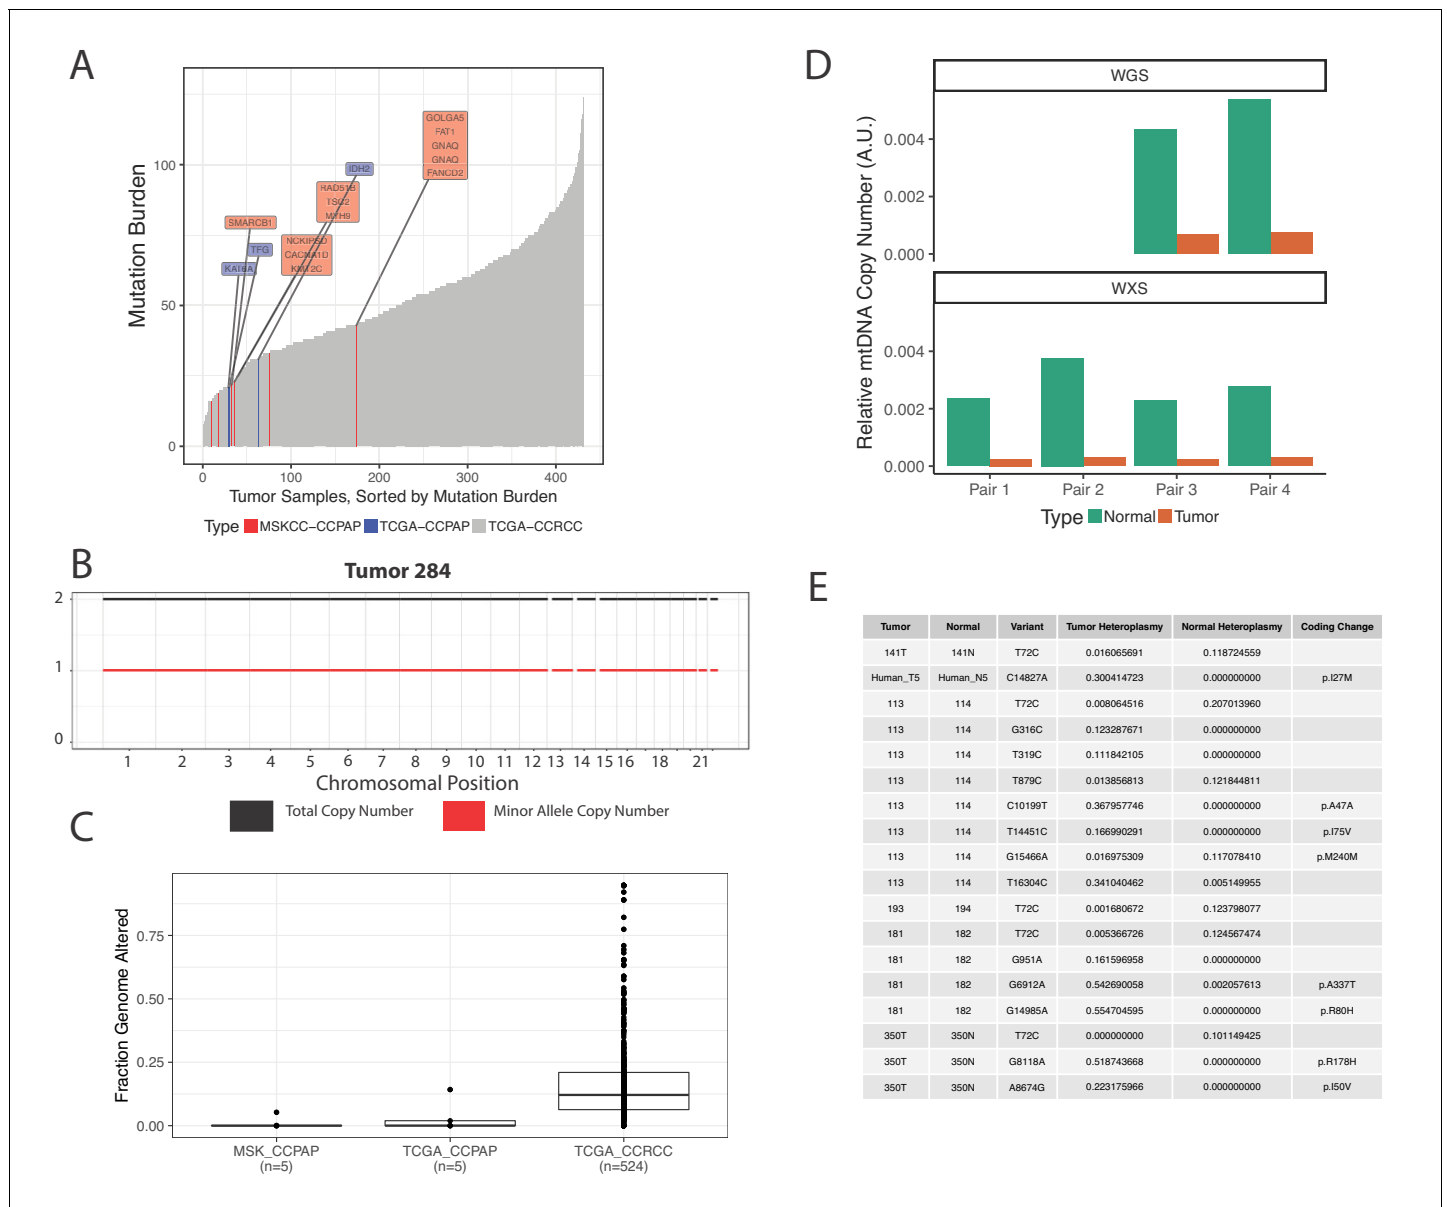 A
Mutation Burden
100
50
0
GOLGA5
FAT1
GNAQ
GNAQ
FANCD2
IDH2
RAD51B
TSC2
MYH9
SMARCB1
TFG
KAT6A
NCKIPSD
CACNA1D
KMT2C
0 100 200 300 400
Tumor Samples, Sorted by Mutation Burden
Type MSKCC−CCPAP TCGA−CCPAP TCGA−CCRCC
B
Tumor 284
2
1
0
1 2 3 4 5 6 7 8 9 10 11 12 13 14 15 16 18 21
Chromosomal Position
Total Copy Number Minor Allele Copy Number
C
Fraction Genome Altered
0.75
0.50
0.25
0.00
MSK_CCPAP TCGA_CCPAP TCGA_CCRCC
(n=5) (n=5) (n=524)
D
Relative mtDNA Copy Number (A.U.)
WGS
0.004
0.002
0.000
WXS
0.004
0.002
0.000
Pair 1 Pair 2 Pair 3 Pair 4
Type Normal Tumor
E
Tumor Normal Variant Tumor Heteroplasmy Normal Heteroplasmy Coding Change
141T 141N T72C 0.016065691 0.118724559
Human_T5 Human_N5 C14827A 0.300414723 0.000000000 p.I27M
113 114 T72C 0.008064516 0.207013960
113 114 G316C 0.123287671 0.000000000
113 114 T319C 0.111842105 0.000000000
113 114 T879C 0.013856813 0.121844811
113 114 C10199T 0.367957746 0.000000000 p.A47A
113 114 T14451C 0.166990291 0.000000000 p.I75V
113 114 G15466A 0.016975309 0.117078410 p.M240M
113 114 T16304C 0.341040462 0.005149955
193 194 T72C 0.001680672 0.123798077
181 182 T72C 0.005366726 0.124567474
181 182 G951A 0.161596958 0.000000000
181 182 G6912A 0.542690058 0.002057613 p.A337T
181 182 G14985A 0.554704595 0.000000000 p.R80H
350T 350N T72C 0.000000000 0.101149425
350T 350N G8118A 0.518743668 0.000000000 p.R178H
350T 350N A8674G 0.223175966 0.000000000 p.I50V